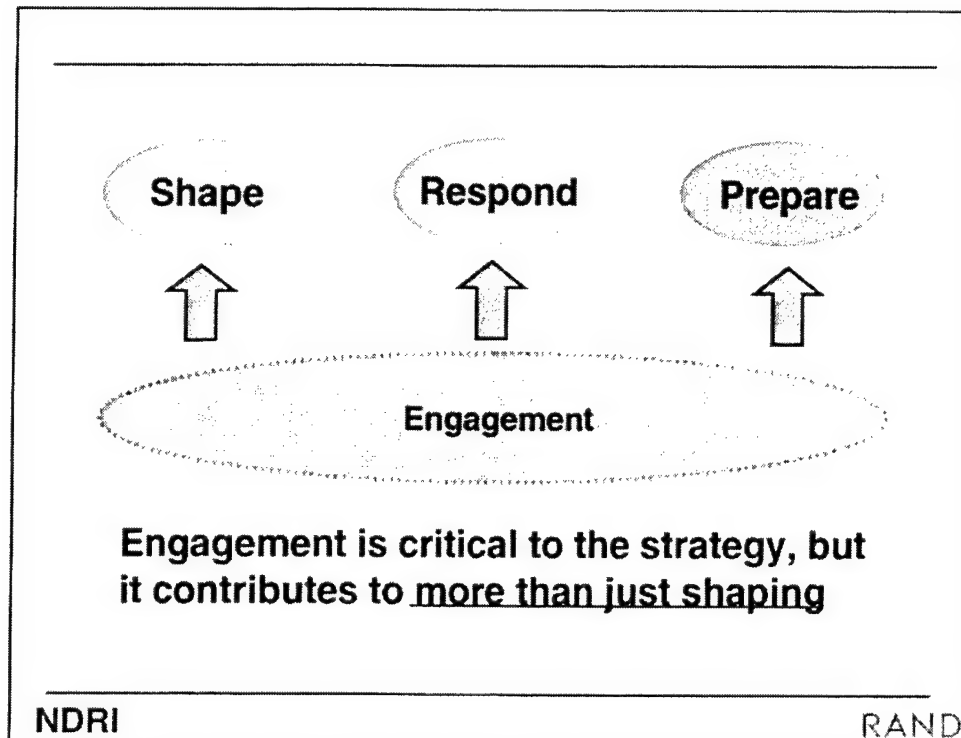 Shape Respond Prepare
Engagement
Engagement is critical to the strategy, but
it contributes to more than just shaping
NDRI RAND